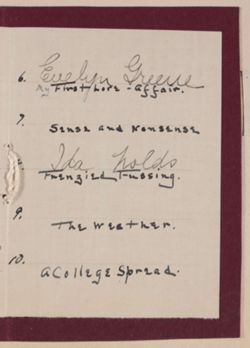 6. Evelyn Greene
My First Love-Affair.
7.
Sense and Nonsense
Ida Folds
Frenzied Fussing.
9.
The Weather.
10.
A College Spread.